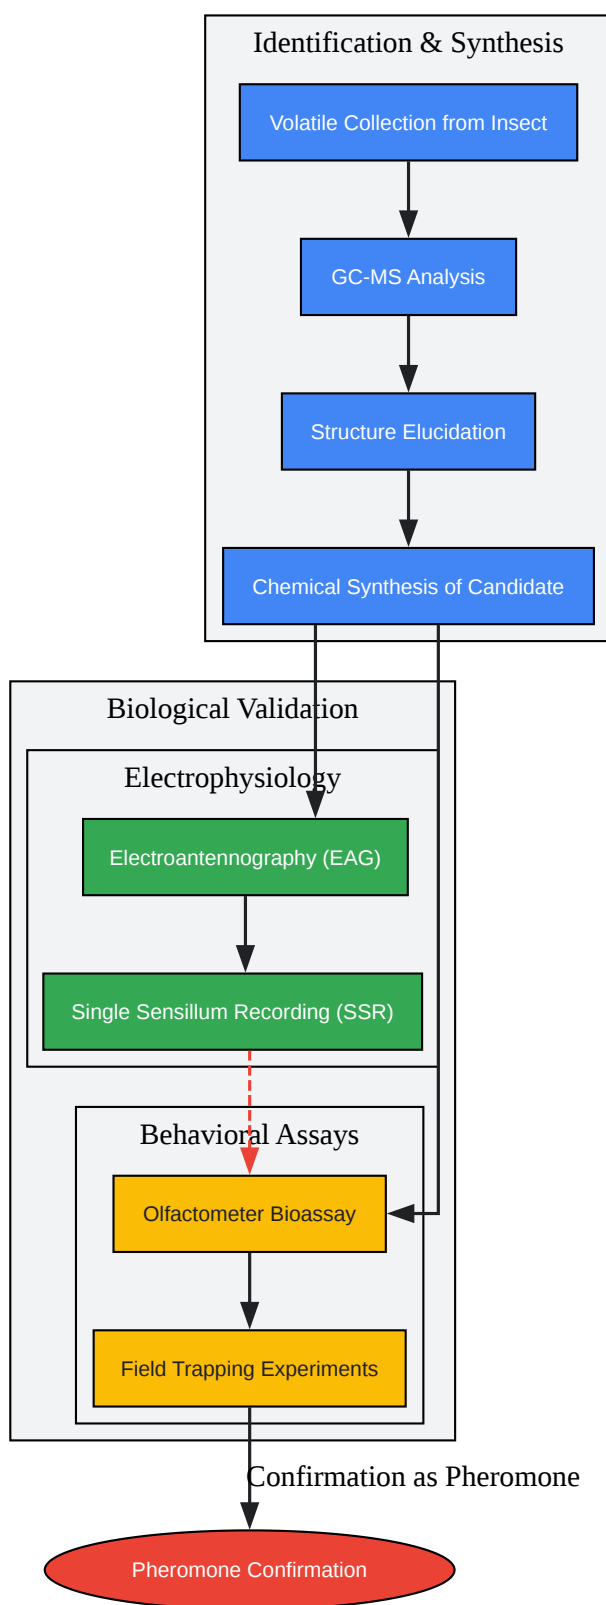 Identification & Synthesis
Volatile Collection from Insect
GC-MS Analysis
Structure Elucidation
Chemical Synthesis of Candidate
Biological Validation
Electrophysiology
Electroantennography (EAG)
Single Sensillum Recording (SSR)
Behavioral Assays
Olfactometer Bioassay
Field Trapping Experiments
Confirmation as Pheromone
Pheromone Confirmation